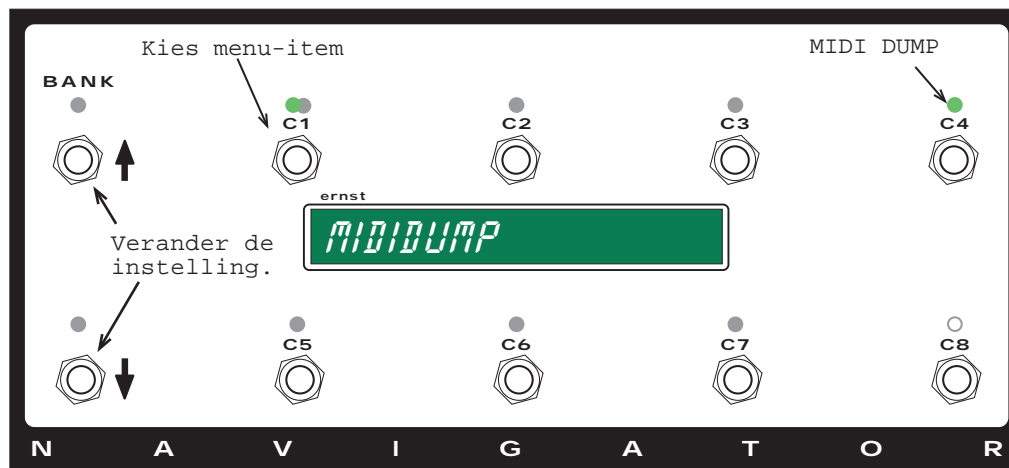 Kies menu-item
MIDI DUMP
BANK
C1
C2
C3
C4
ernst
MIDIDUMP
Verander de
instelling.
C5
C6
C7
C8
N A V I G A T O R